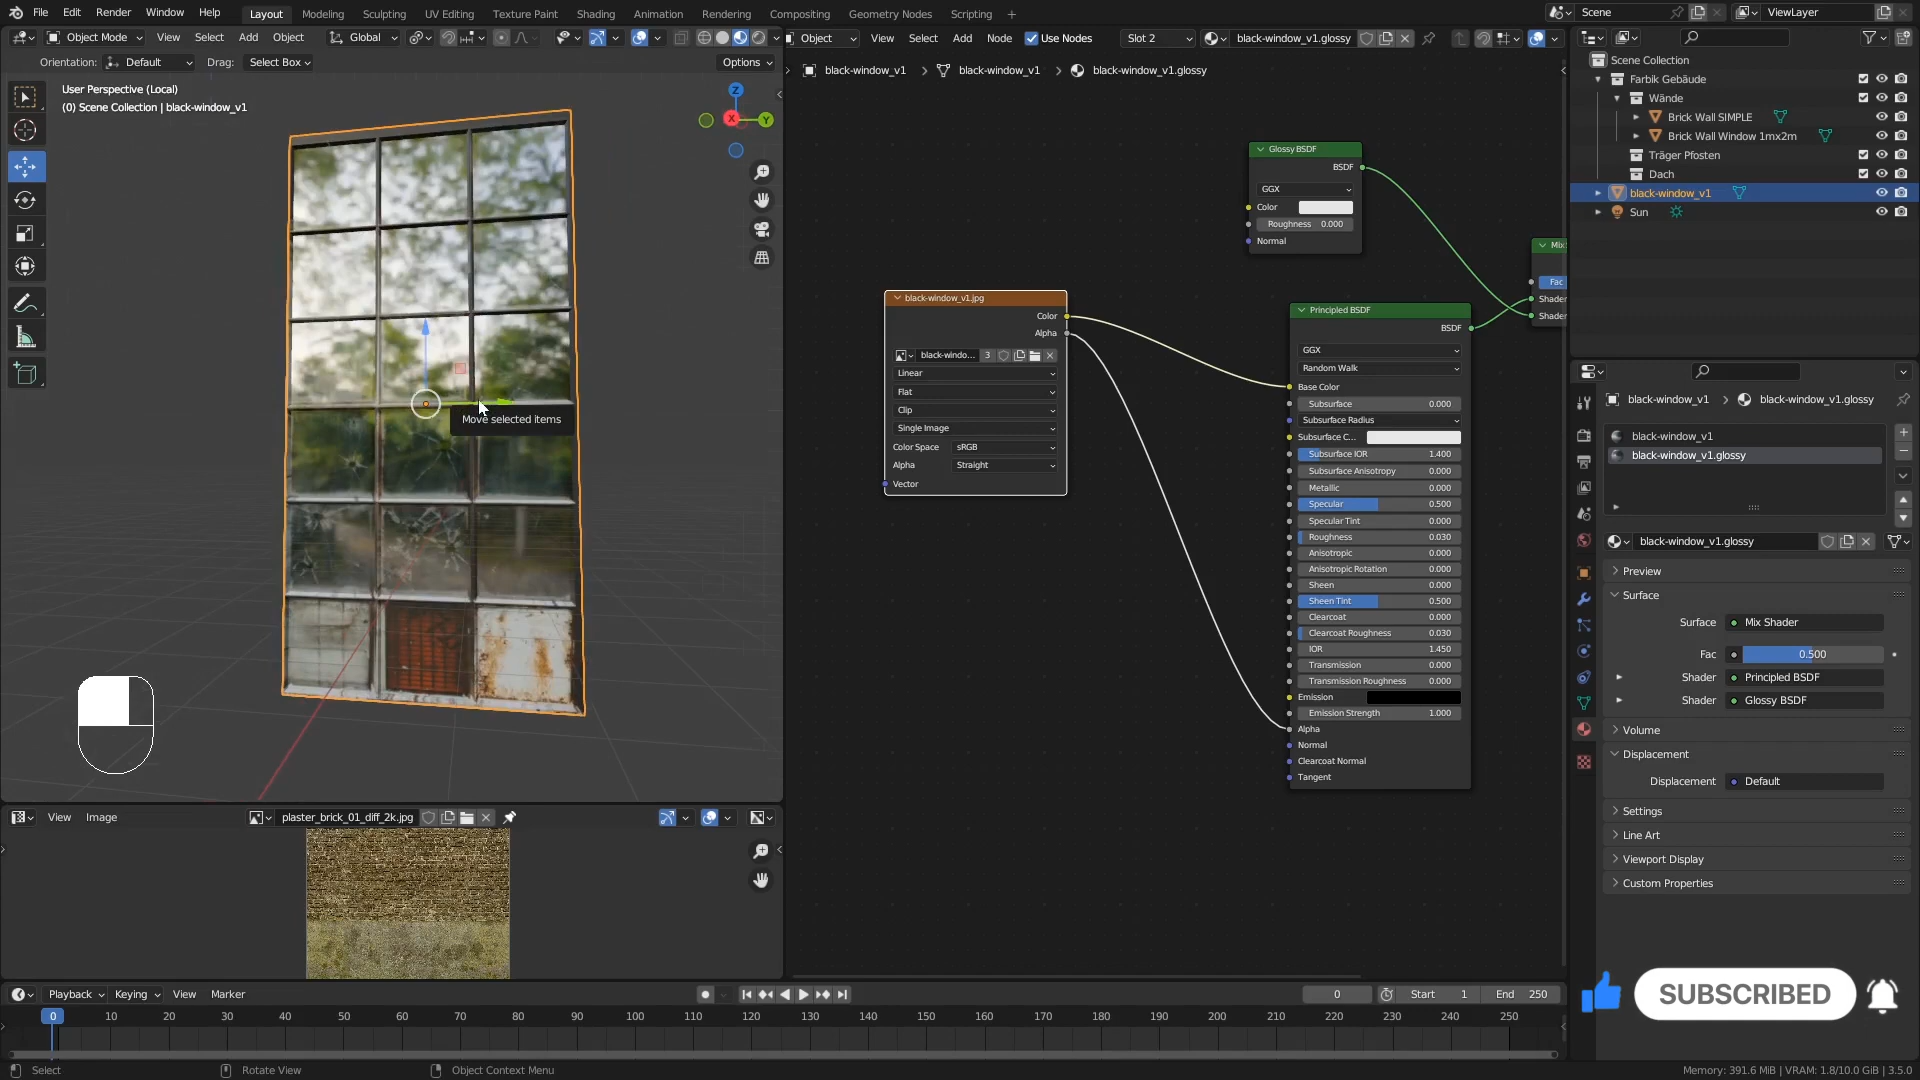 File Edit Render Window Help Layout Modeling Sculpting UV Editing Texture Paint Shading Animation Rendering Compositing Geometry Nodes Scripting + Scene ViewLayer
Object Mode View Select Add Object Global Object View Select Add Node Use Nodes Slot 2 black-window_v1.glossy
Orientation: Default Drag: Select Box Options
black-window_v1 > black-window_v1 > black-window_v1.glossy
User Perspective (Local)
(0) Scene Collection | black-window_v1
Z
X
Y
Move selected items
Glossy BSDF
BSDF
GGX
Color
Roughness 0.000
Normal
black-window_v1.jpg
Color
Alpha
black-windo... 3
Linear
Flat
Clip
Single Image
Color Space sRGB
Alpha Straight
Vector
Principled BSDF
BSDF
GGX
Random Walk
Base Color
Subsurface 0.000
Subsurface Radius
Subsurface C...
Subsurface IOR 1.400
Subsurface Anisotropy 0.000
Metallic 0.000
Specular 0.500
Specular Tint 0.000
Roughness 0.030
Anisotropic 0.000
Anisotropic Rotation 0.000
Sheen 0.000
Sheen Tint 0.500
Clearcoat 0.000
Clearcoat Roughness 0.030
IOR 1.450
Transmission 0.000
Transmission Roughness 0.000
Emission
Emission Strength 1.000
Alpha
Normal
Clearcoat Normal
Tangent
Mix
Fac
Shader
Shader
Scene Collection
Farbik Gebäude
Wände
Brick Wall SIMPLE
Brick Wall Window 1mx2m
Träger Pfosten
Dach
black-window_v1
Sun
black-window_v1 > black-window_v1.glossy
black-window_v1
black-window_v1.glossy
black-window_v1.glossy
Preview
Surface
Surface Mix Shader
Fac 0.500
Shader Principled BSDF
Shader Glossy BSDF
Volume
Displacement
Displacement Default
Settings
Line Art
Viewport Display
Custom Properties
View Image plaster_brick_01_diff_2k.jpg
SUBSCRIBED
Playback Keying View Marker 0 Start 1 End 250
0 10 20 30 40 50 60 70 80 90 100 110 120 130 140 150 160 170 180 190 200 210 220 230 240 250
Select Rotate View Object Context Menu Memory: 391.6 MiB | VRAM: 1.8/10.0 GiB | 3.5.0